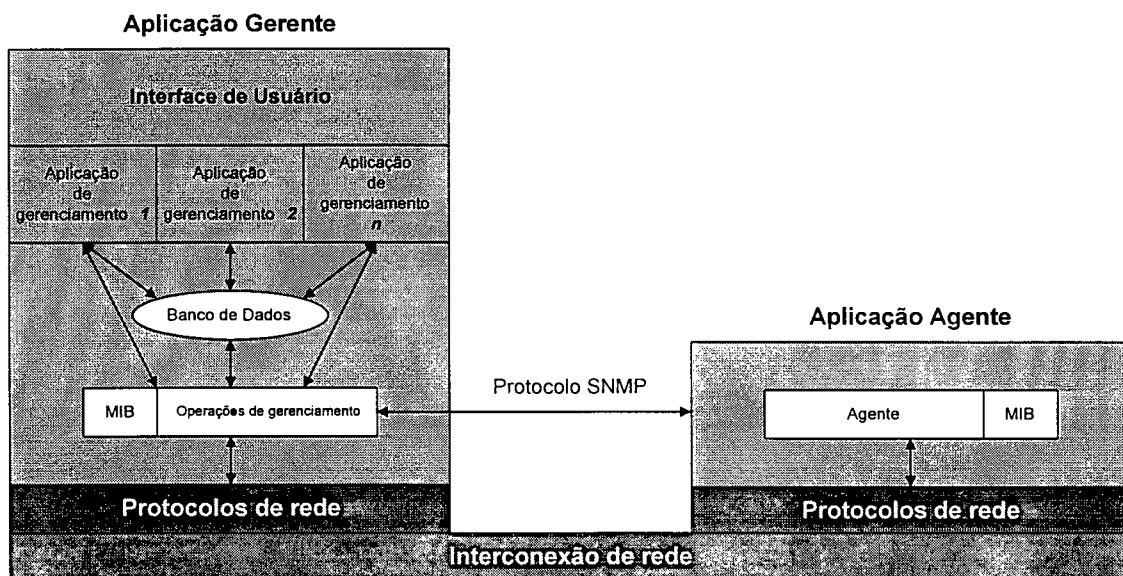 Aplicação Gerente
Interface de Usuário
Aplicação
de
gerenciamento 1
Aplicação
de
gerenciamento 2
Aplicação
de
gerenciamento
n
Banco de Dados
MIB
Operações de gerenciamento
Protocolos de rede
Protocolo SNMP
Aplicação Agente
Agente
MIB
Protocolos de rede
Interconexão de rede